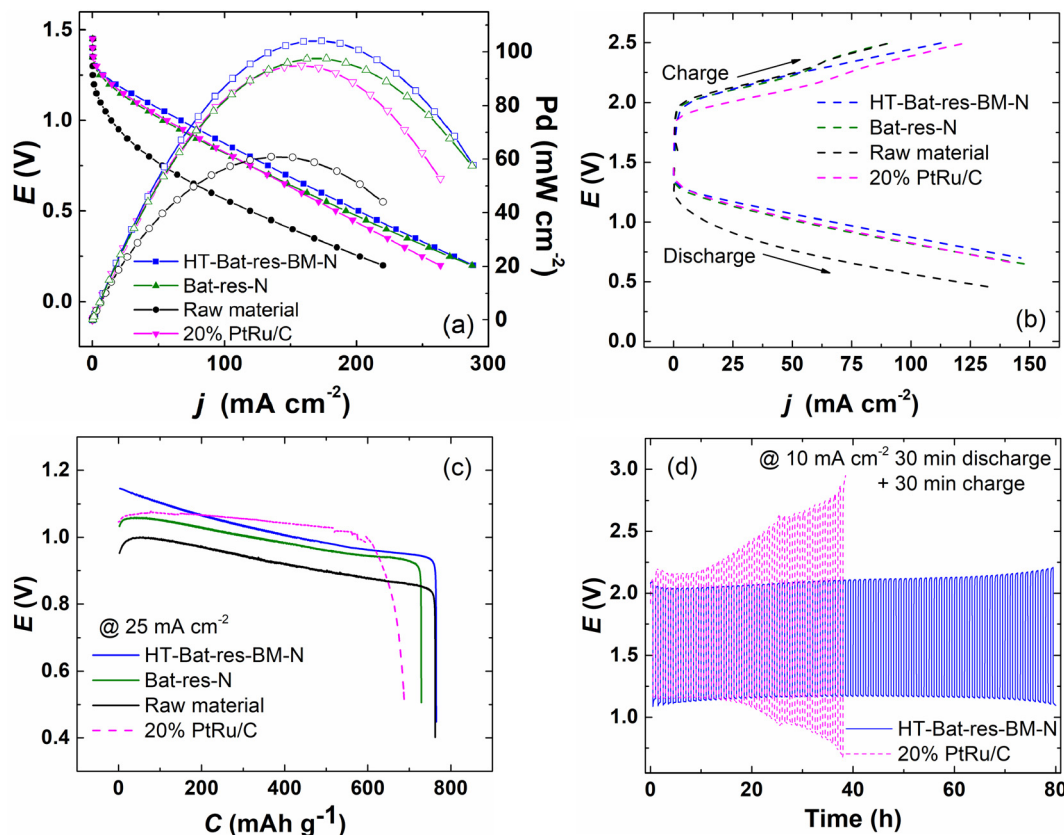 1.5
1.0
0.5
0.0
E (V)
100
80
60
40
20
0
Pd (mW cm-2)
HT-Bat-res-BM-N
Bat-res-N
Raw material
20% PtRu/C
(a)
0
100
200
300
j (mA cm-2)
2.5
2.0
1.5
1.0
0.5
0.0
E (V)
Charge
HT-Bat-res-BM-N
Bat-res-N
Raw material
20% PtRu/C
Discharge
(b)
0
25
50
75
100
125
150
j (mA cm-2)
(c)
1.2
1.0
0.8
0.6
0.4
E (V)
@ 25 mA cm-2
HT-Bat-res-BM-N
Bat-res-N
Raw material
20% PtRu/C
0
200
400
600
800
C (mAh g-1)
(d)
@ 10 mA cm-2 30 min discharge
+ 30 min charge
3.0
2.5
2.0
1.5
1.0
E (V)
HT-Bat-res-BM-N
20% PtRu/C
0
20
40
60
80
Time (h)